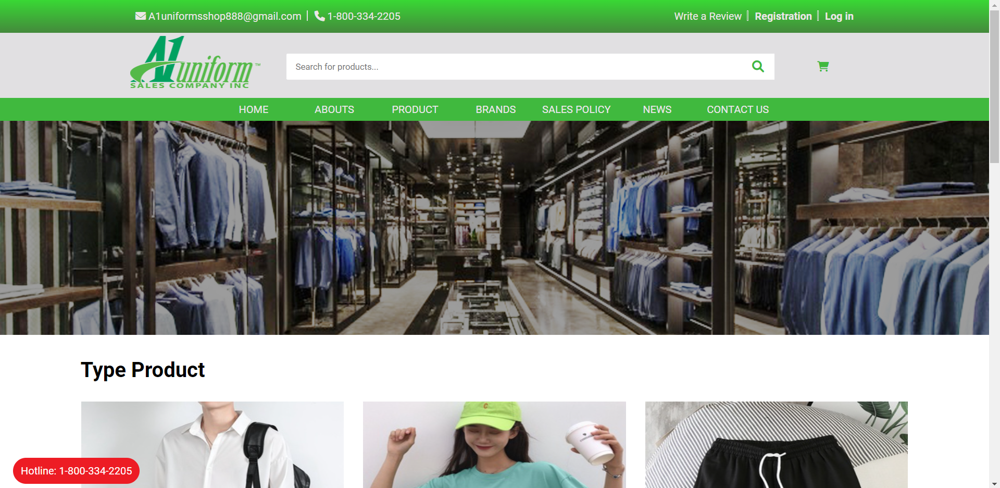 A1uniformsshop888@gmail.com
1-800-334-2205
Write a Review
Registration
Log in
A1 uniform ™
SALES COMPANY INC
Search for products...
HOME
ABOUTS
PRODUCT
BRANDS
SALES POLICY
NEWS
CONTACT US
Type Product
C
Hotline: 1-800-334-2205